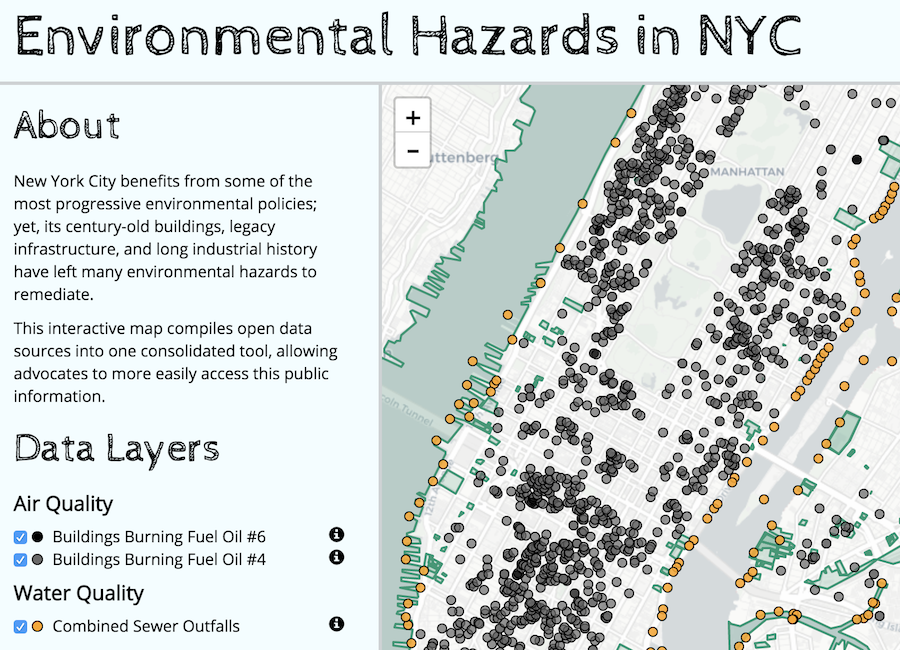 Environmental Hazards in NYC
About
New York City benefits from some of the
most progressive environmental policies;
yet, its century-old buildings, legacy
infrastructure, and long industrial history
have left many environmental hazards to
remediate.
This interactive map compiles open data
sources into one consolidated tool, allowing
advocates to more easily access this public
information.
Data Layers
Air Quality
Buildings Burning Fuel Oil #6
Buildings Burning Fuel Oil #4
Water Quality
Combined Sewer Outfalls
+
−
uttenberg
MANHATTAN
coln Tunnel